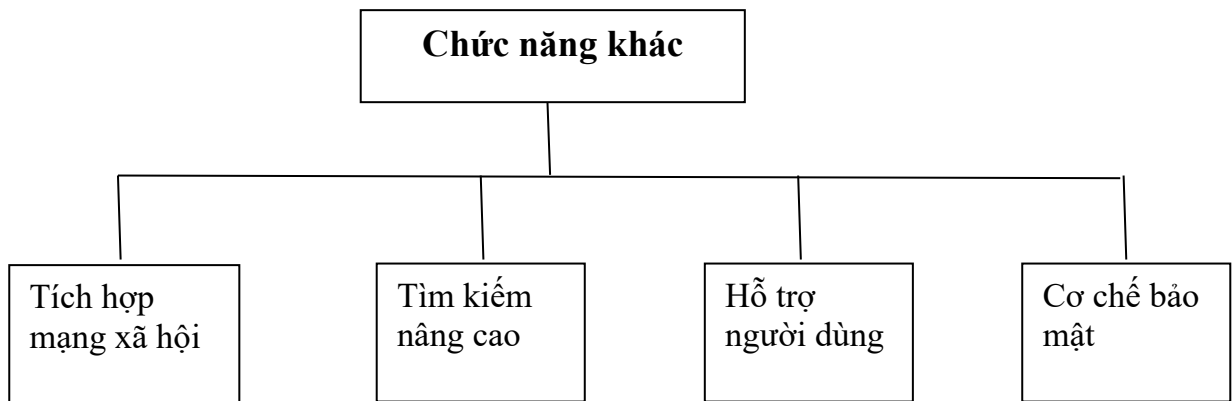 Chức năng khác
Tích hợp
mạng xã hội
Tìm kiếm
nâng cao
Hỗ trợ
người dùng
Cơ chế bảo
mật